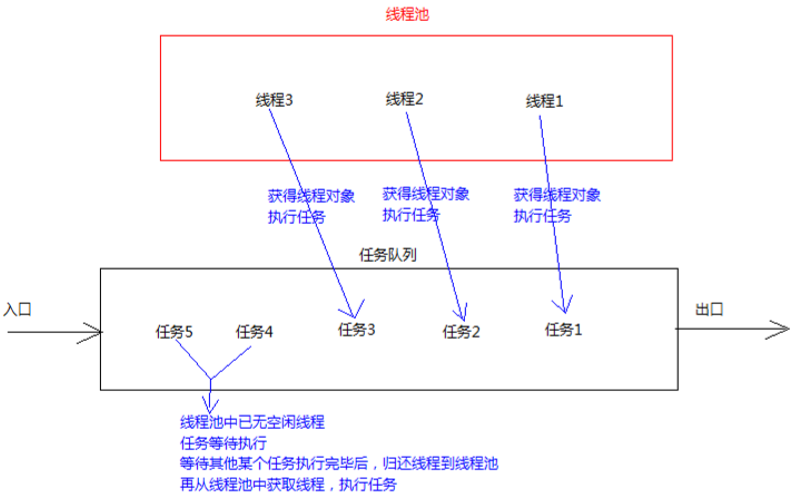 线程池
线程3
线程2
线程1
获得线程对象
执行任务
获得线程对象
执行任务
获得线程对象
执行任务
任务队列
入口
出口
任务5
任务4
任务3
任务2
任务1
线程池中已无空闲线程
任务等待执行
等待其他某个任务执行完毕后，归还线程到线程池
再从线程池中获取线程，执行任务